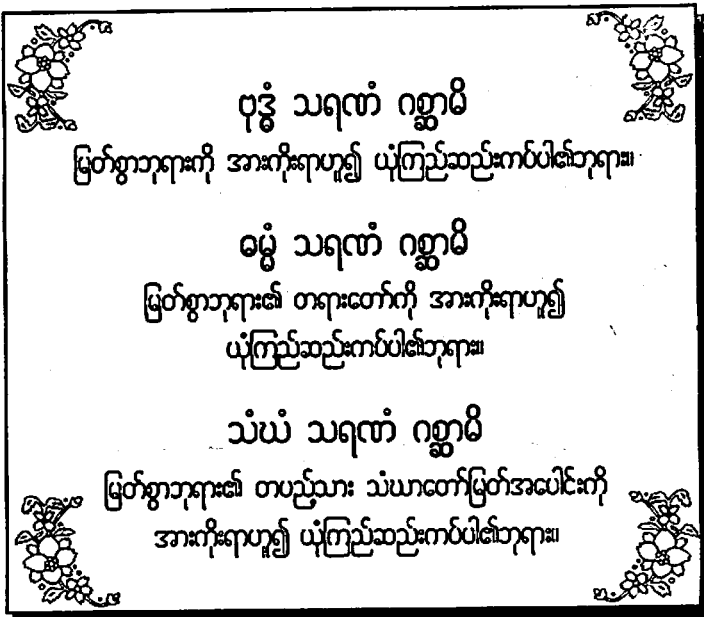 ဗုဒ္ဓံ သရဏံ ဂစ္ဆာမိ
မြတ်စွာဘုရားကို အားကိုးရာဟူ၍ ယုံကြည်ဆည်းကပ်ပါ၏ဘုရား။
ဓမ္မံ သရဏံ ဂစ္ဆာမိ
မြတ်စွာဘုရား၏ တရားတော်ကို အားကိုးရာဟူ၍
ယုံကြည်ဆည်းကပ်ပါ၏ဘုရား။
သံဃံ သရဏံ ဂစ္ဆာမိ
မြတ်စွာဘုရား၏ တပည့်သား သံဃာတော်မြတ်အပေါင်းကို
အားကိုးရာဟူ၍ ယုံကြည်ဆည်းကပ်ပါ၏ဘုရား။